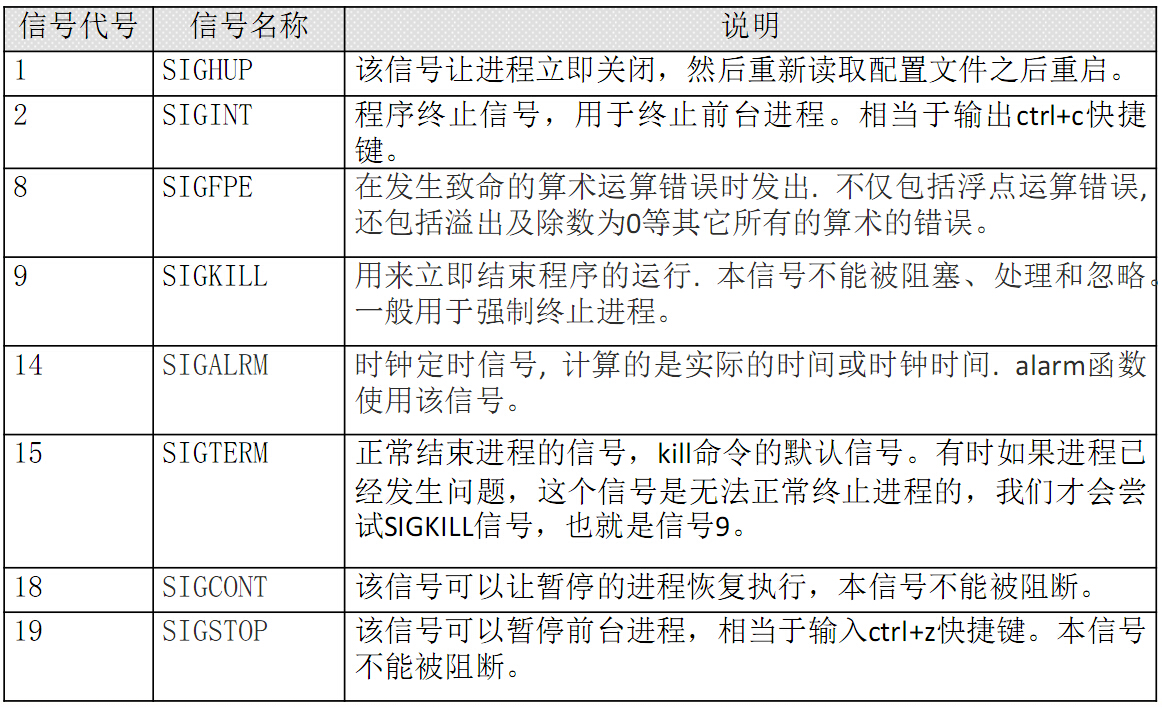 信号代号 信号名称 说明
1 SIGHUP 该信号让进程立即关闭，然后重新读取配置文件之后重启。
2 SIGINT 程序终止信号，用于终止前台进程。相当于输出ctrl+c快捷
键。
8 SIGFPE 在发生致命的算术运算错误时发出. 不仅包括浮点运算错误,
还包括溢出及除数为0等其它所有的算术的错误。
9 SIGKILL 用来立即结束程序的运行. 本信号不能被阻塞、处理和忽略。
一般用于强制终止进程。
14 SIGALRM 时钟定时信号, 计算的是实际的时间或时钟时间. alarm函数
使用该信号。
15 SIGTERM 正常结束进程的信号，kill命令的默认信号。有时如果进程已
经发生问题，这个信号是无法正常终止进程的，我们才会尝
试SIGKILL信号，也就是信号9。
18 SIGCONT 该信号可以让暂停的进程恢复执行，本信号不能被阻断。
19 SIGSTOP 该信号可以暂停前台进程，相当于输入ctrl+z快捷键。本信号
不能被阻断。